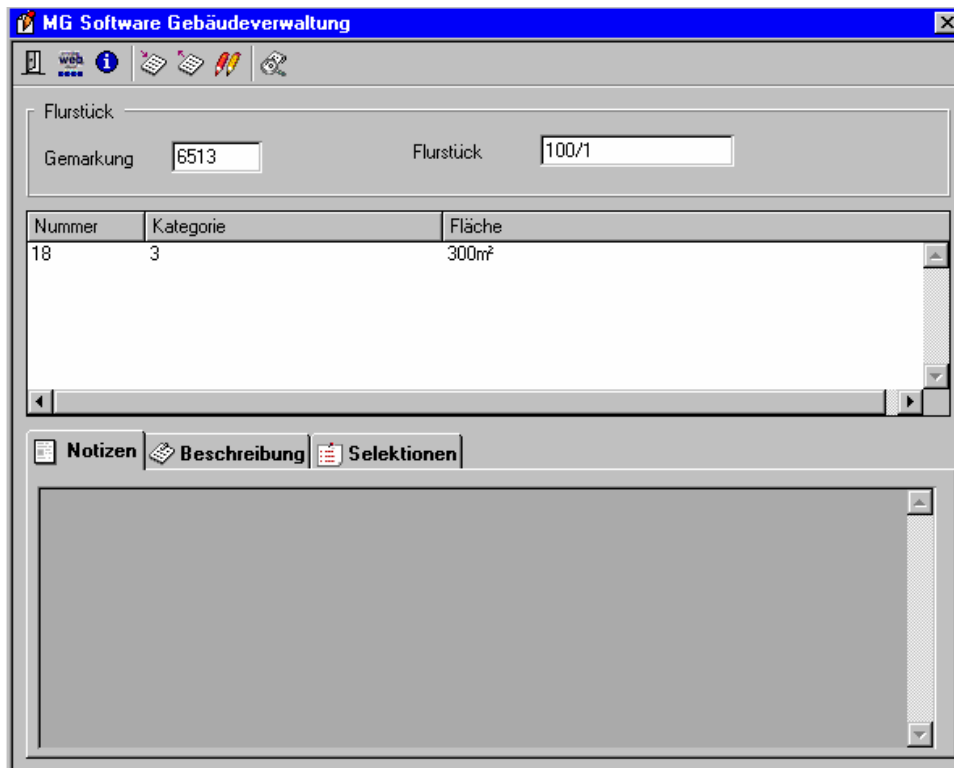 MG Software Gebäudeverwaltung
web
Flurstück
Gemarkung 6513 Flurstück 100/1
Nummer Kategorie Fläche
18 3 300m²
Notizen Beschreibung Selektionen